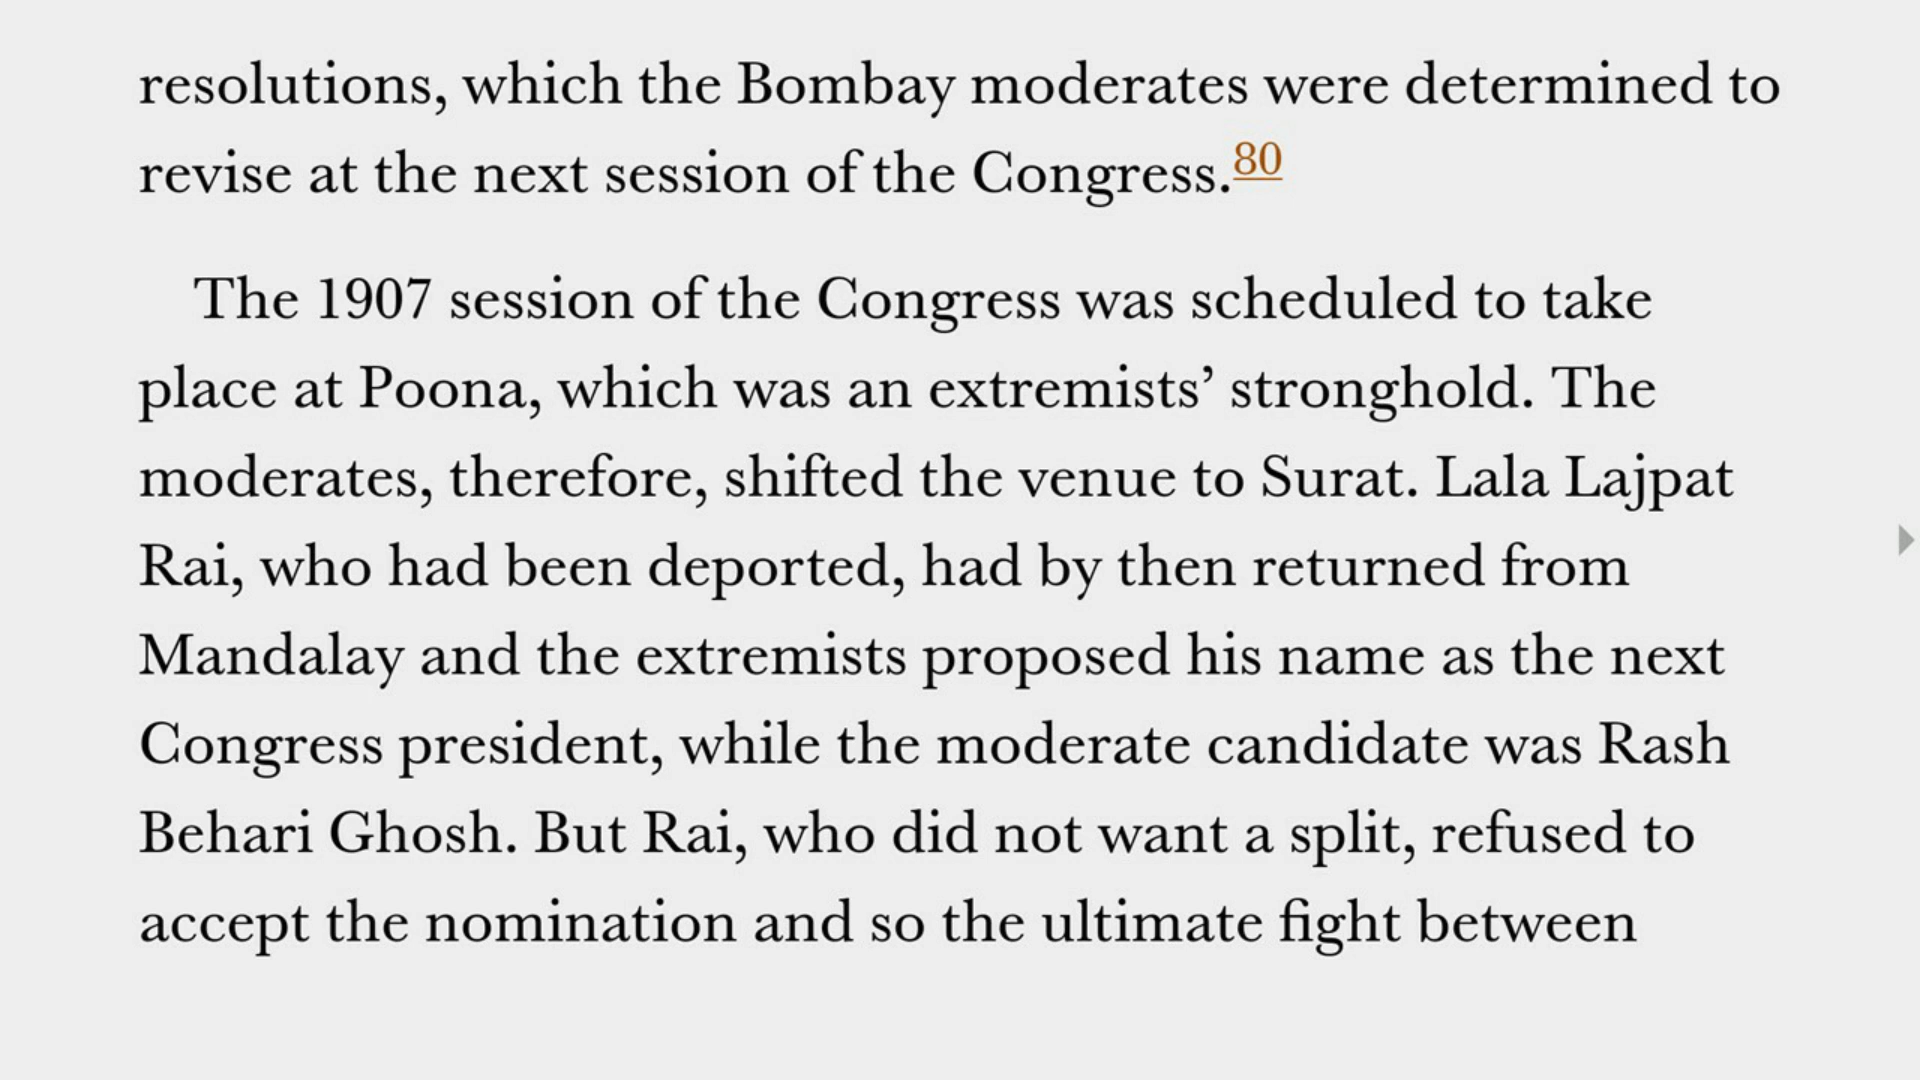 resolutions, which the Bombay moderates were determined to
revise at the next session of the Congress.80
The 1907 session of the Congress was scheduled to take
place at Poona, which was an extremists’ stronghold. The
moderates, therefore, shifted the venue to Surat. Lala Lajpat
Rai, who had been deported, had by then returned from
Mandalay and the extremists proposed his name as the next
Congress president, while the moderate candidate was Rash
Behari Ghosh. But Rai, who did not want a split, refused to
accept the nomination and so the ultimate fight between